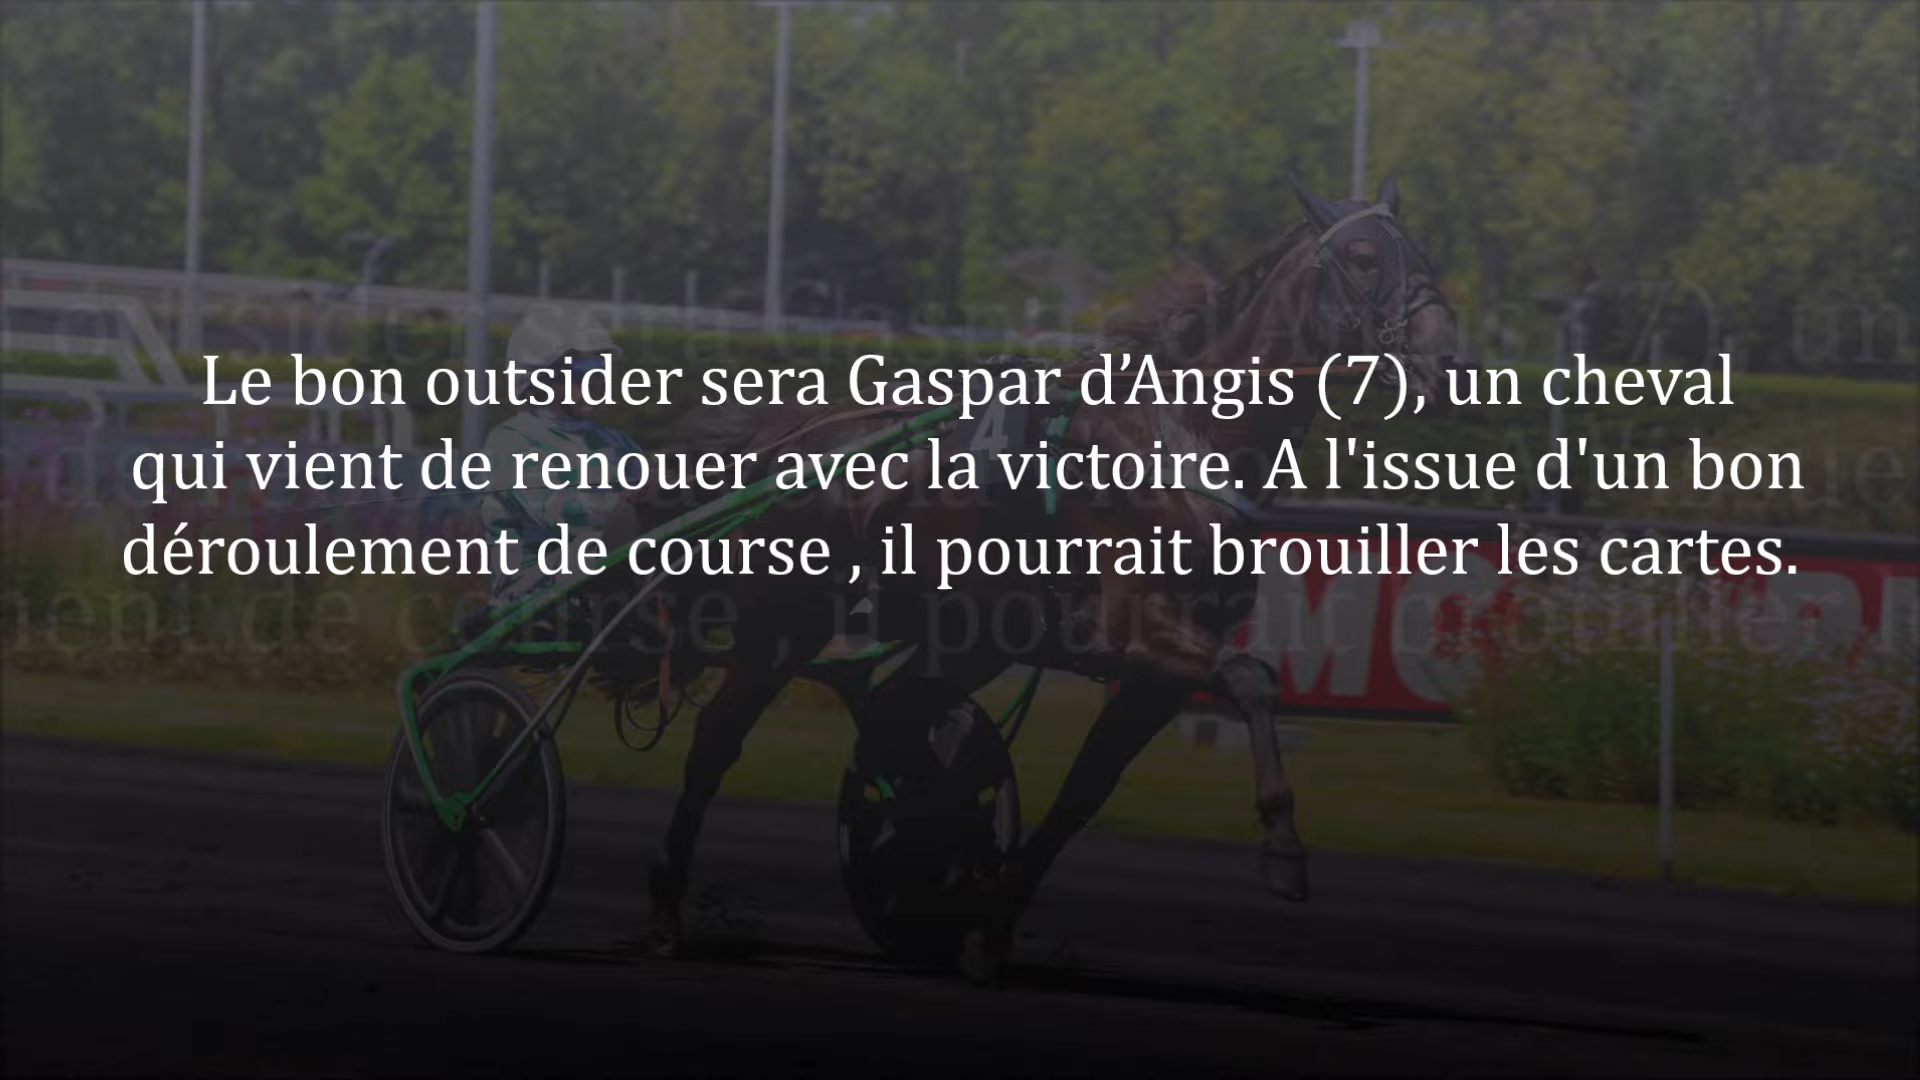 Le bon outsider sera Gaspar d’Angis (7), un cheval
qui vient de renouer avec la victoire. A l'issue d'un bon
déroulement de course , il pourrait brouiller les cartes.
4